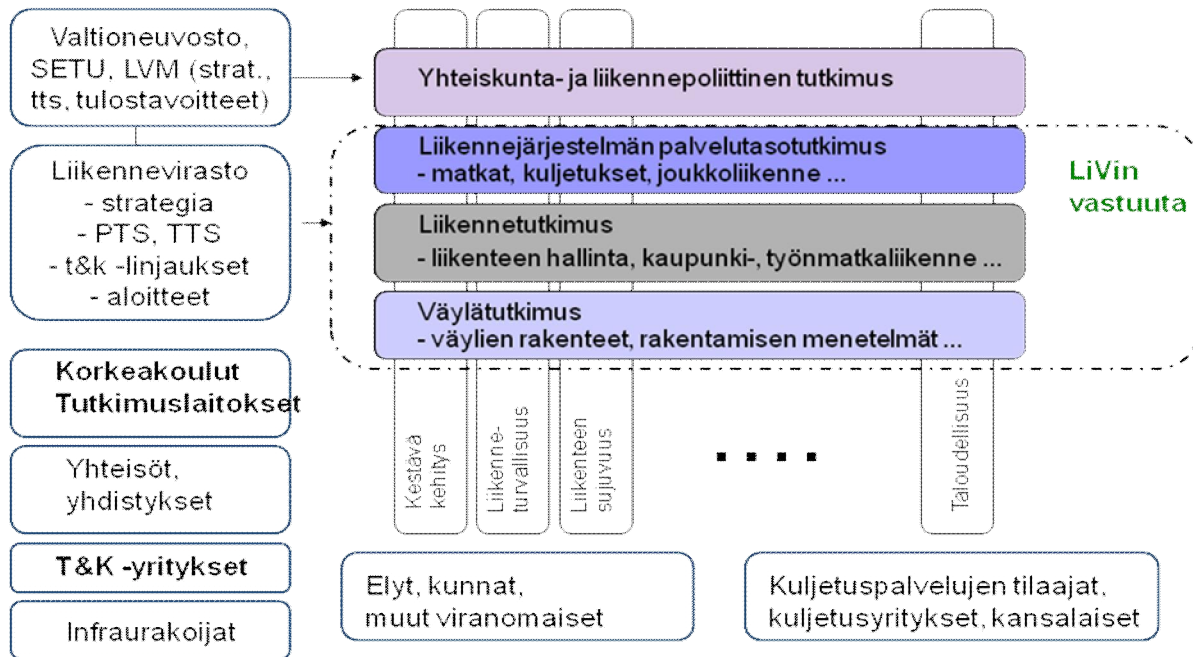 Valtioneuvosto,
SETU, LVM (strat.,
tts, tulostavoitteet)
Yhteiskunta- ja liikennepoliittinen tutkimus
Liikennevirasto
- strategia
- PTS, TTS
- t&k -linjaukset
- aloitteet
Liikennejärjestelmän palvelutasotutkimus
- matkat, kuljetukset, joukkoliikenne ...
Liikennetutkimus
- liikenteen hallinta, kaupunki-, työnmatkaliikenne ...
Väylätutkimus
- väylien rakenteet, rakentamisen menetelmät ...
LiVin
vastuuta
Korkeakoulut
Tutkimuslaitokset
Yhteisöt,
yhdistykset
T&K -yritykset
Infraurakoijat
Kestävä
kehitys
Liikenne-
turvallisuus
Liikenteen
sujuvuus
Taloudellisuus
Elyt, kunnat,
muut viranomaiset
Kuljetuspalvelujen tilaajat,
kuljetusyritykset, kansalaiset